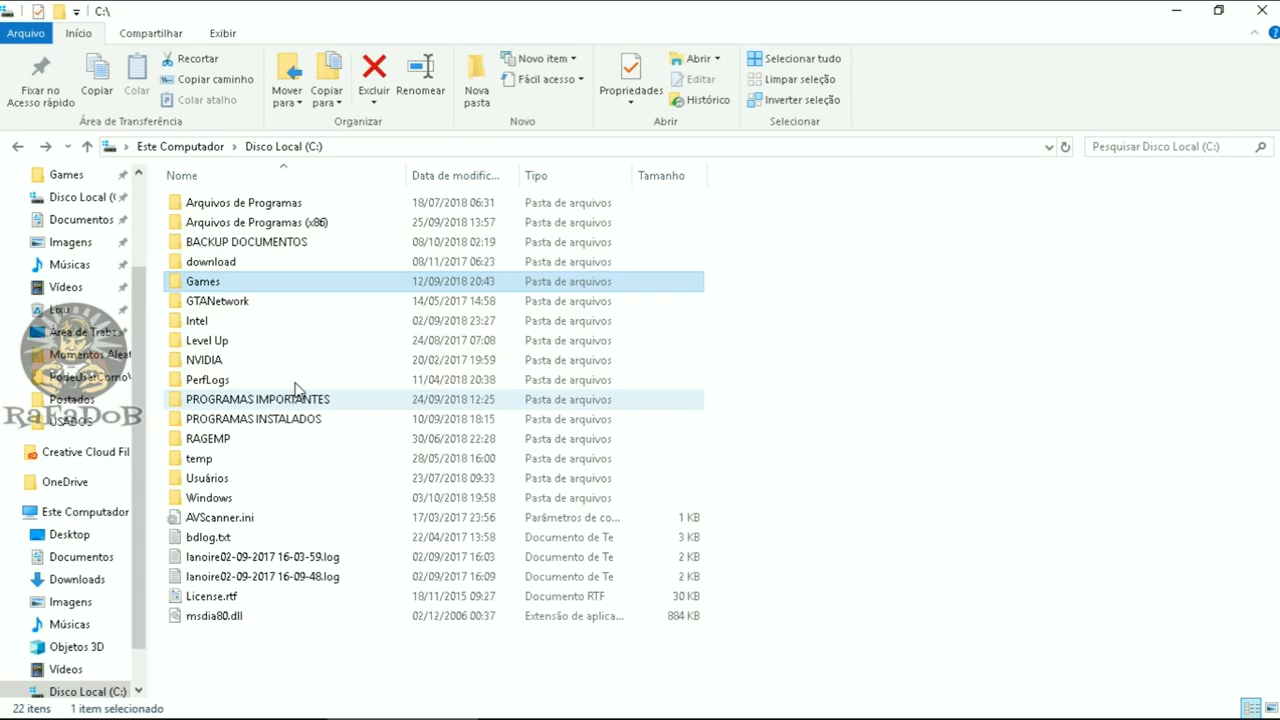 C:\
Arquivo Início Compartilhar Exibir
Fixar no Acesso rápido
Copiar
Colar
Recortar
Copiar caminho
Colar atalho
Área de Transferência
Mover para
Copiar para
Excluir
Renomear
Organizar
Nova pasta
Novo item
Fácil acesso
Novo
Propriedades
Abrir
Editar
Histórico
Abrir
Selecionar tudo
Limpar seleção
Inverter seleção
Selecionar
Este Computador Disco Local (C:)
Pesquisar Disco Local (C:)
Games
Disco Local (
Documentos
Imagens
Músicas
Vídeos
Lixu
Área de Trab
Momentos Aleat
PodeUsarComoV
Postados
USADOS
RaFaDoB
Creative Cloud Fil
OneDrive
Este Computador
Desktop
Documentos
Downloads
Imagens
Músicas
Objetos 3D
Vídeos
Disco Local (C:)
Nome Data de modific... Tipo Tamanho
Arquivos de Programas 18/07/2018 06:31 Pasta de arquivos
Arquivos de Programas (x86) 25/09/2018 13:57 Pasta de arquivos
BACKUP DOCUMENTOS 08/10/2018 02:19 Pasta de arquivos
download 08/11/2017 06:23 Pasta de arquivos
Games 12/09/2018 20:43 Pasta de arquivos
GTANetwork 14/05/2017 14:58 Pasta de arquivos
Intel 02/09/2018 23:27 Pasta de arquivos
Level Up 24/08/2017 07:08 Pasta de arquivos
NVIDIA 20/02/2017 19:59 Pasta de arquivos
PerfLogs 11/04/2018 20:38 Pasta de arquivos
PROGRAMAS IMPORTANTES 24/09/2018 12:25 Pasta de arquivos
PROGRAMAS INSTALADOS 10/09/2018 18:15 Pasta de arquivos
RAGEMP 30/06/2018 22:28 Pasta de arquivos
temp 28/05/2018 16:00 Pasta de arquivos
Usuários 23/07/2018 09:33 Pasta de arquivos
Windows 03/10/2018 19:58 Pasta de arquivos
AVScanner.ini 17/03/2017 23:56 Parâmetros de co... 1 KB
bdlog.txt 22/04/2017 13:58 Documento de Te 3 KB
lanoire02-09-2017 16-03-59.log 02/09/2017 16:03 Documento de Te 2 KB
lanoire02-09-2017 16-09-48.log 02/09/2017 16:09 Documento de Te 2 KB
License.rtf 18/11/2015 09:27 Documento RTF 30 KB
msdia80.dll 02/12/2006 00:37 Extensão de aplica... 884 KB
22 itens 1 item selecionado